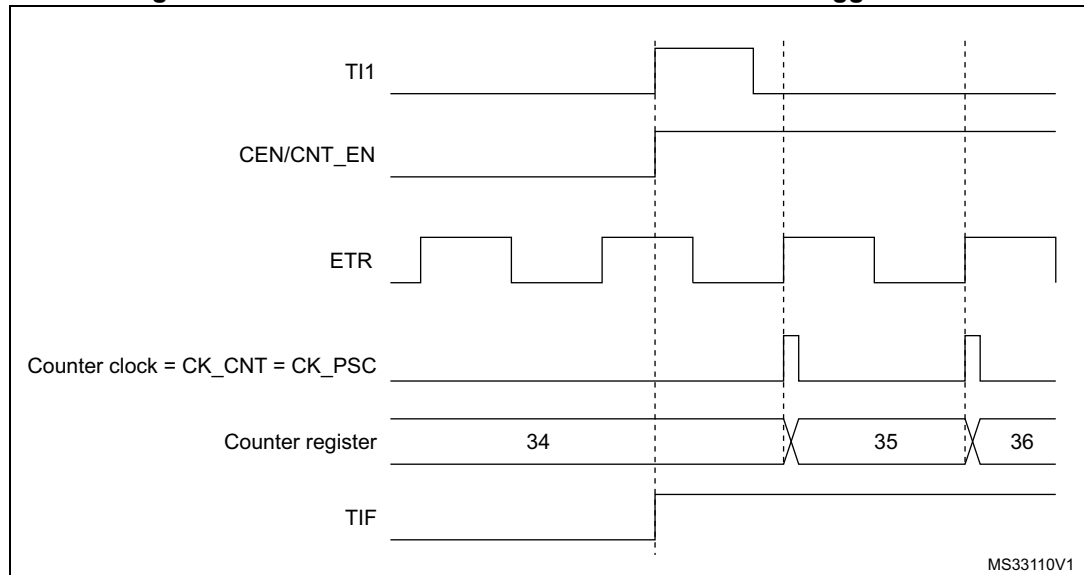 TI1
CEN/CNT_EN
ETR
Counter clock = CK_CNT = CK_PSC
Counter register
34
35
36
TIF
MS33110V1